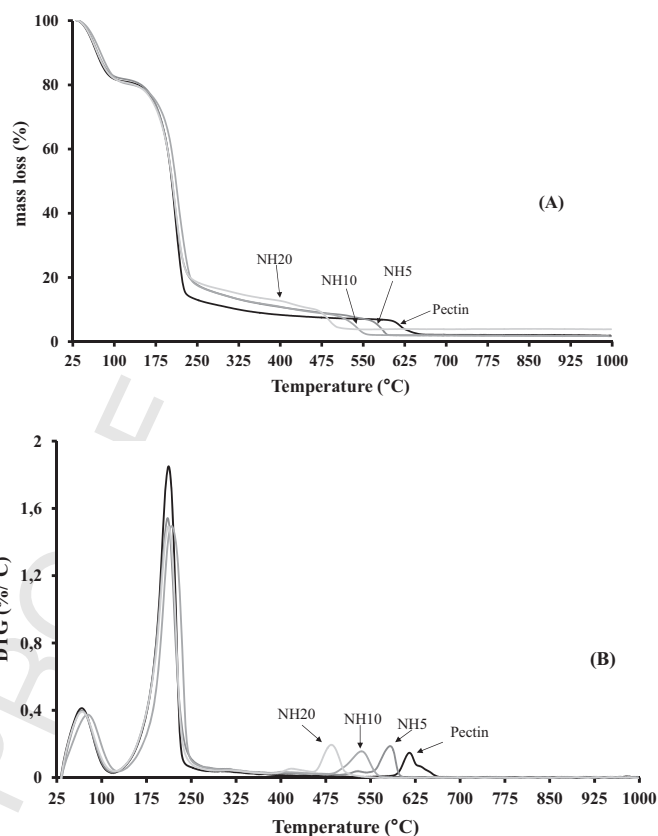 100
80
60
40
20
0
mass loss (%)
(A)
NH20
NH10
NH5
Pectin
25 100 175 250 325 400 475 550 625 700 775 850 925 1000
Temperature (°C)
2
1,6
1,2
0,8
0,4
0
(B)
NH20
NH10
NH5
Pectin
25 100 175 250 325 400 475 550 625 700 775 850 925 1000
Temperature (°C)